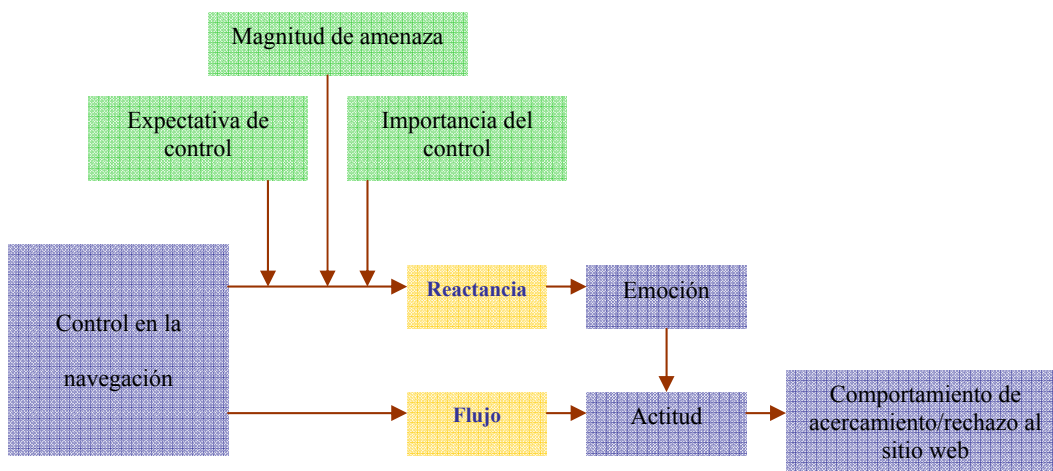 Magnitud de amenaza
Expectativa de
control
Importancia del
control
Control en la
navegación
Reactancia
Emoción
Flujo
Actitud
Comportamiento de
acercamiento/rechazo al
sitio web